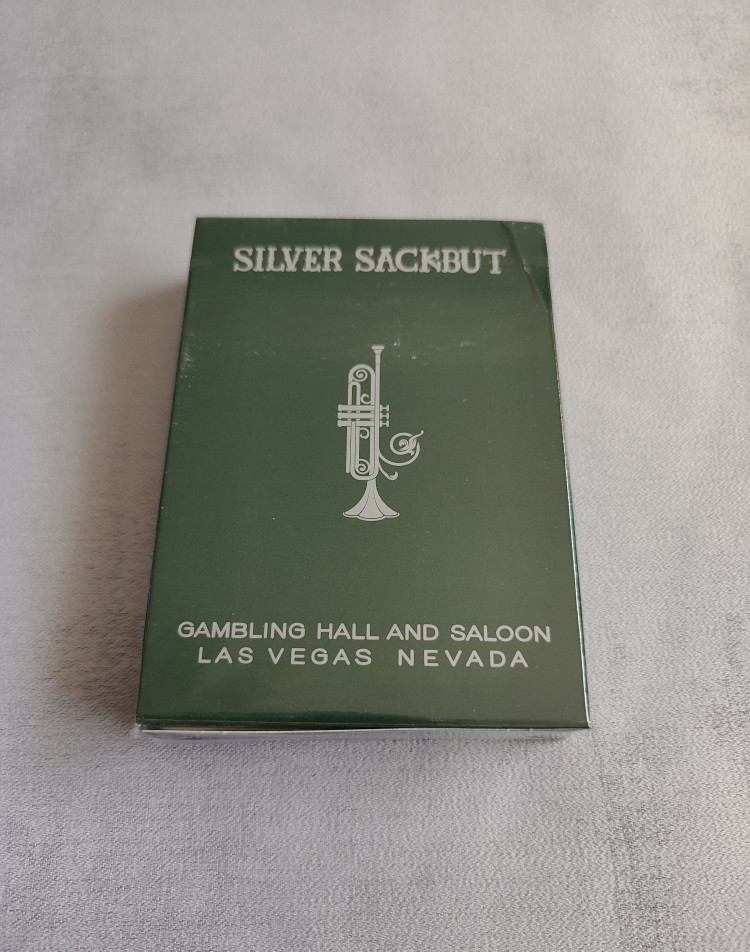 SILVER SACKBUT
GAMBLING HALL AND SALOON
LAS VEGAS NEVADA